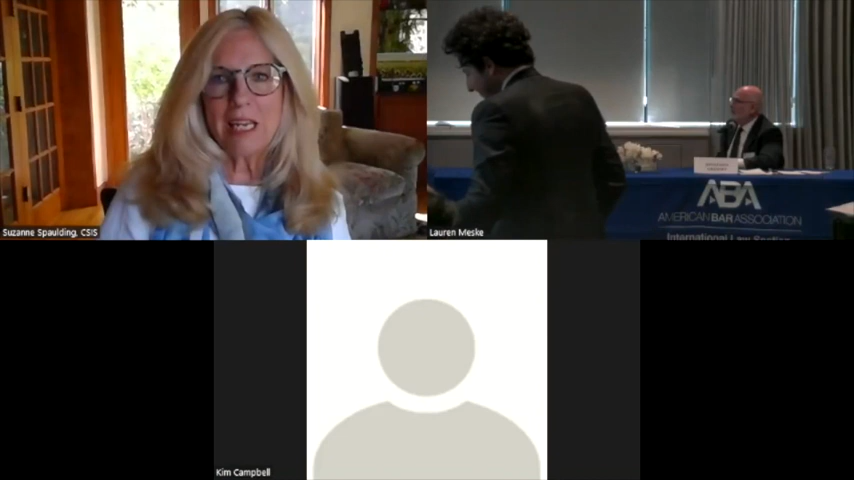 Suzanne Spaulding, CSIS
Lauren Meske
ABA
AMERICAN BAR ASSOCIATION
International Law Section
Kim Campbell